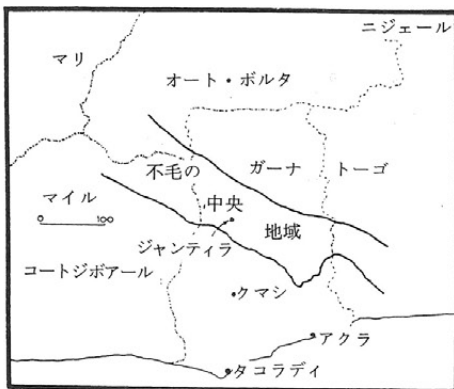 ニジェール
マリ
オート・ボルタ
不毛の
ガーナ
トーゴ
マイル
0 100
中央
地域
ジャンティラ
コートジボアール
クマシ
アクラ
タコラディ